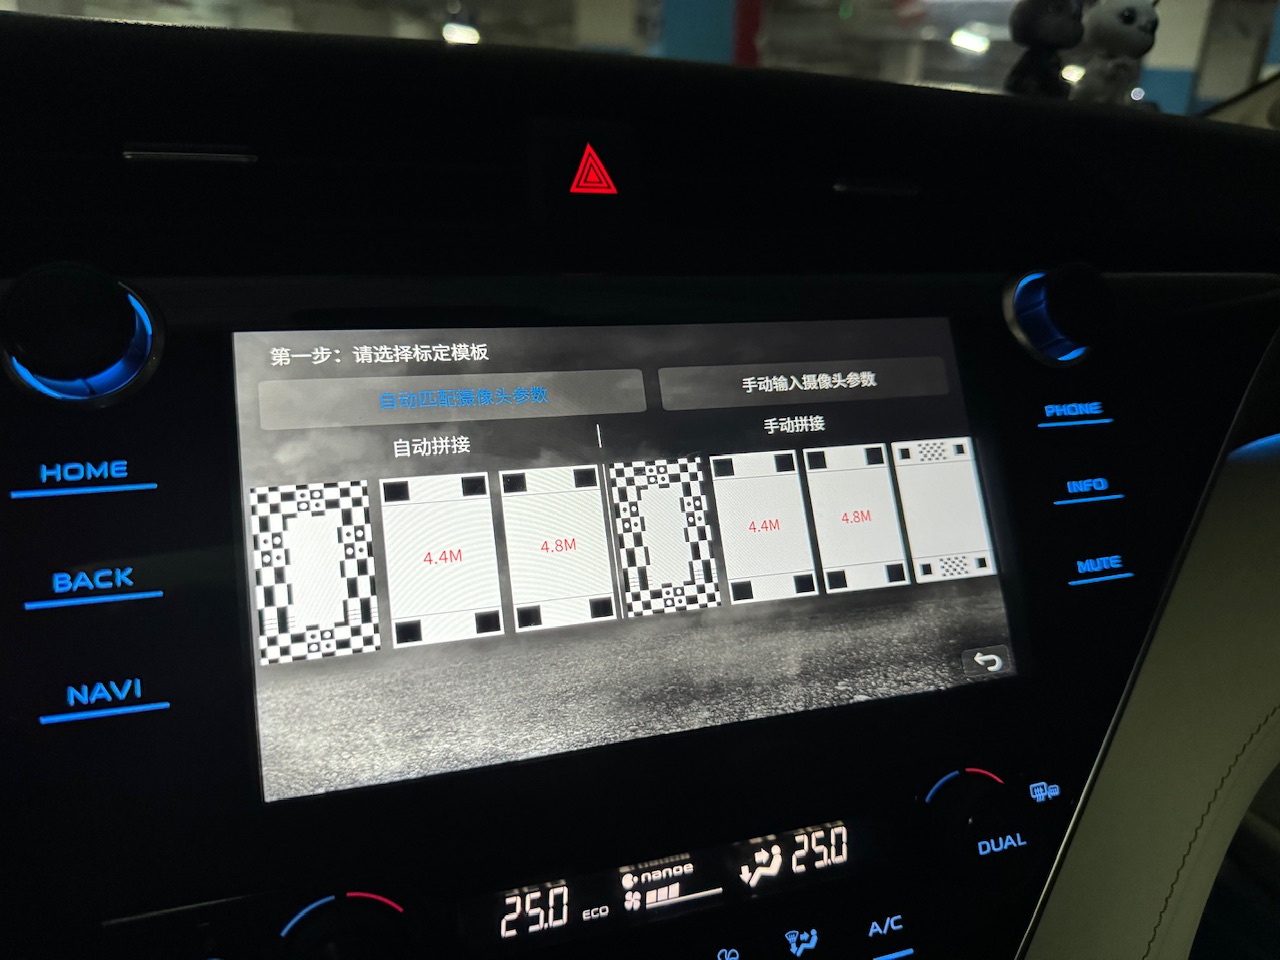 第一步：请选择标定模板
自动匹配摄像头参数
手动输入摄像头参数
自动拼接
手动拼接
4.4M
4.8M
4.4M
4.8M
HOME
BACK
NAVI
PHONE
INFO
MUTE
25.0
ECO
nanoe
25.0
DUAL
A/C